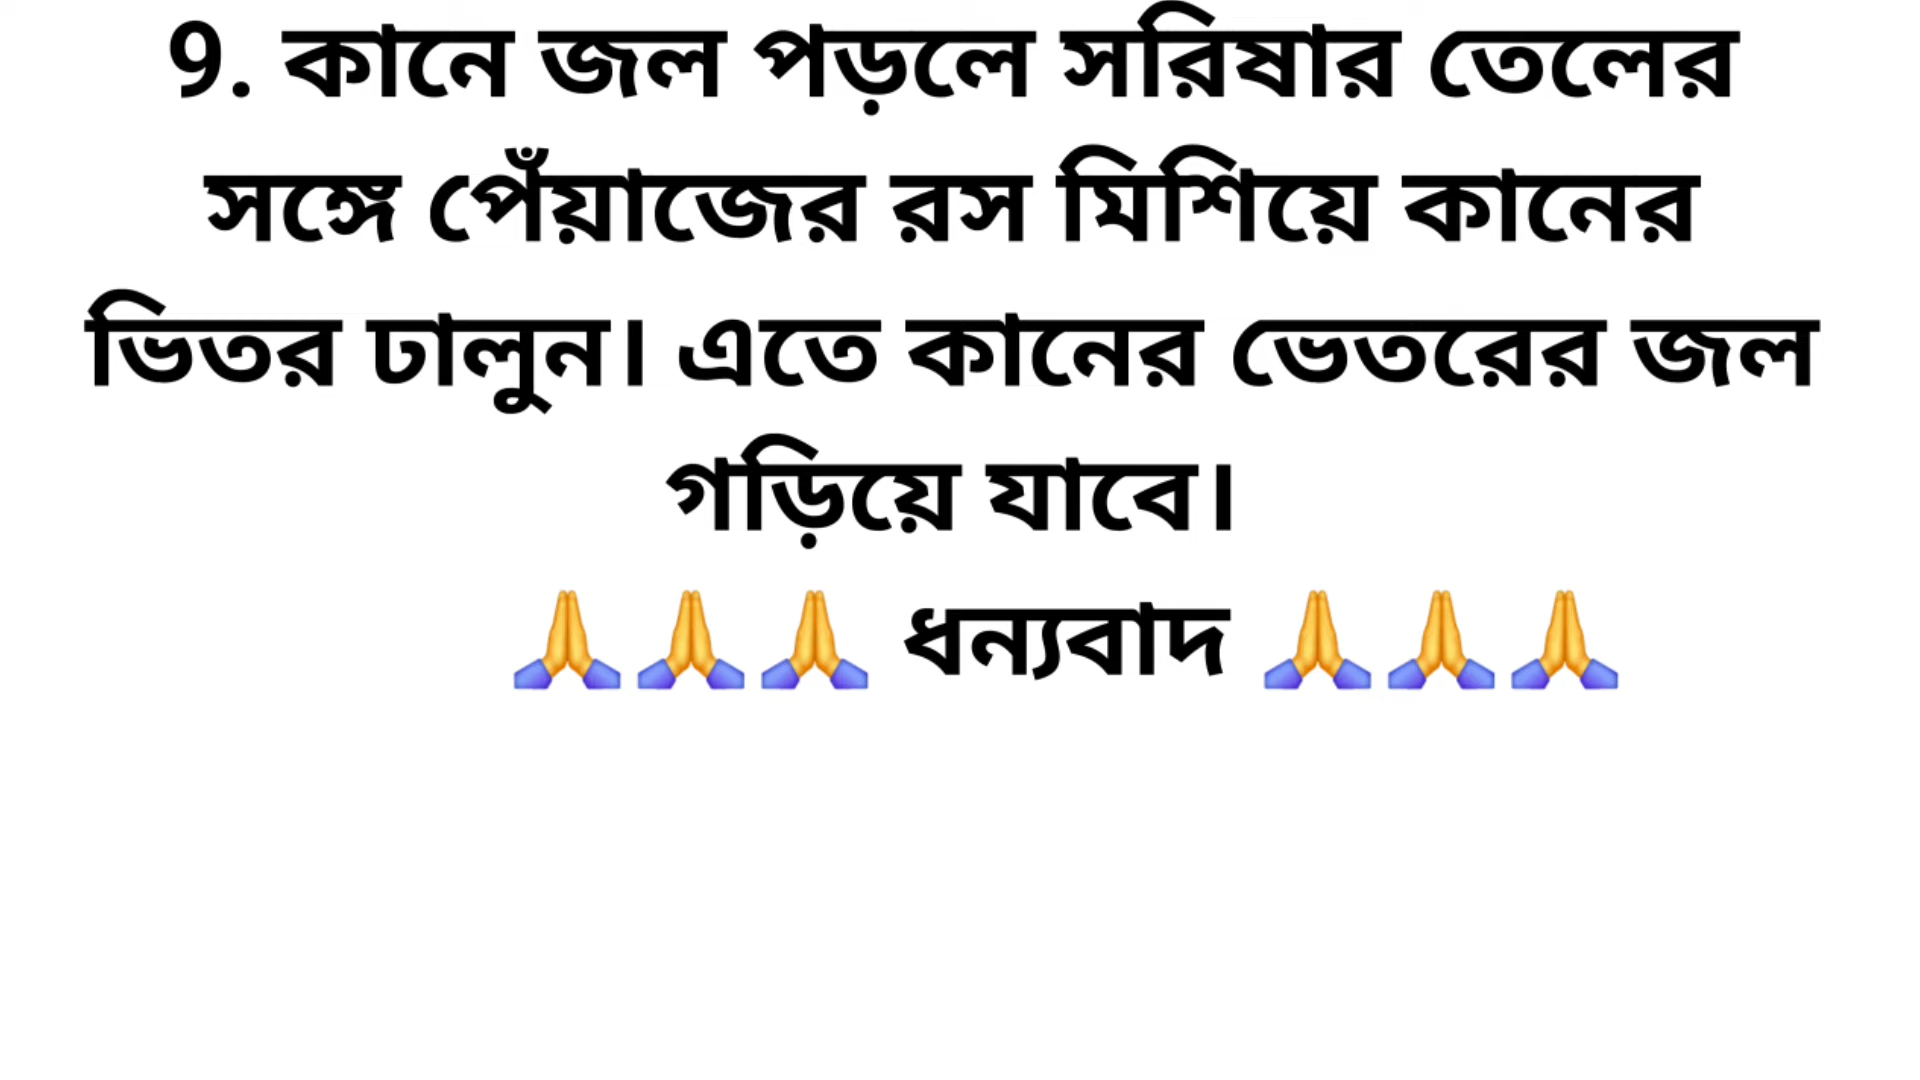 9. কানে জল পড়লে সরিষার তেলের
সঙ্গে পেঁয়াজের রস মিশিয়ে কানের
ভিতর ঢালুন। এতে কানের ভেতরের জল
গড়িয়ে যাবে।
🙏🙏🙏 ধন্যবাদ 🙏🙏🙏